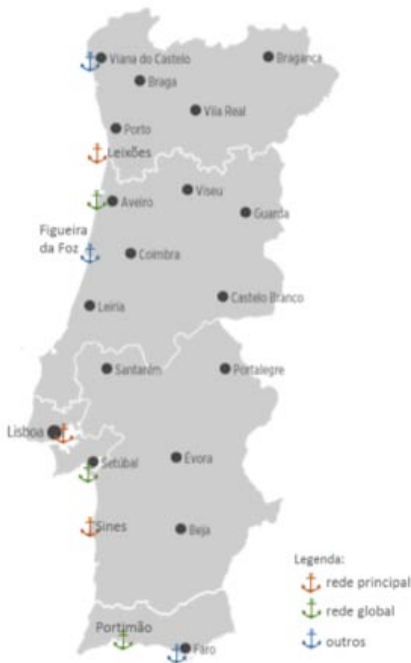 Viana do Castelo
Bragança
Braga
Vila Real
Porto
Leixões
Viseu
Aveiro
Guarda
Figueira
da Foz
Coimbra
Castelo Branco
Leiria
Santarém
Portalegre
Lisboa
Setúbal
Évora
Sines
Beja
Legenda:
rede principal
rede global
outros
Portimão
Faro